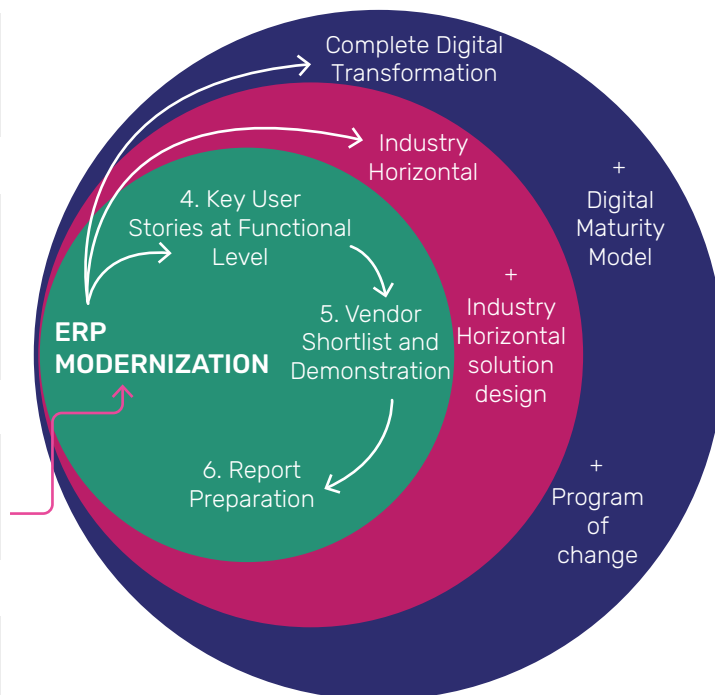 Complete Digital
Transformation
Industry
Horizontal
+
Digital
Maturity
Model
4. Key User
Stories at Functional
Level
+
Industry
Horizontal
solution
design
5. Vendor
Shortlist and
Demonstration
ERP
MODERNIZATION
6. Report
Preparation
+
Program
of
change